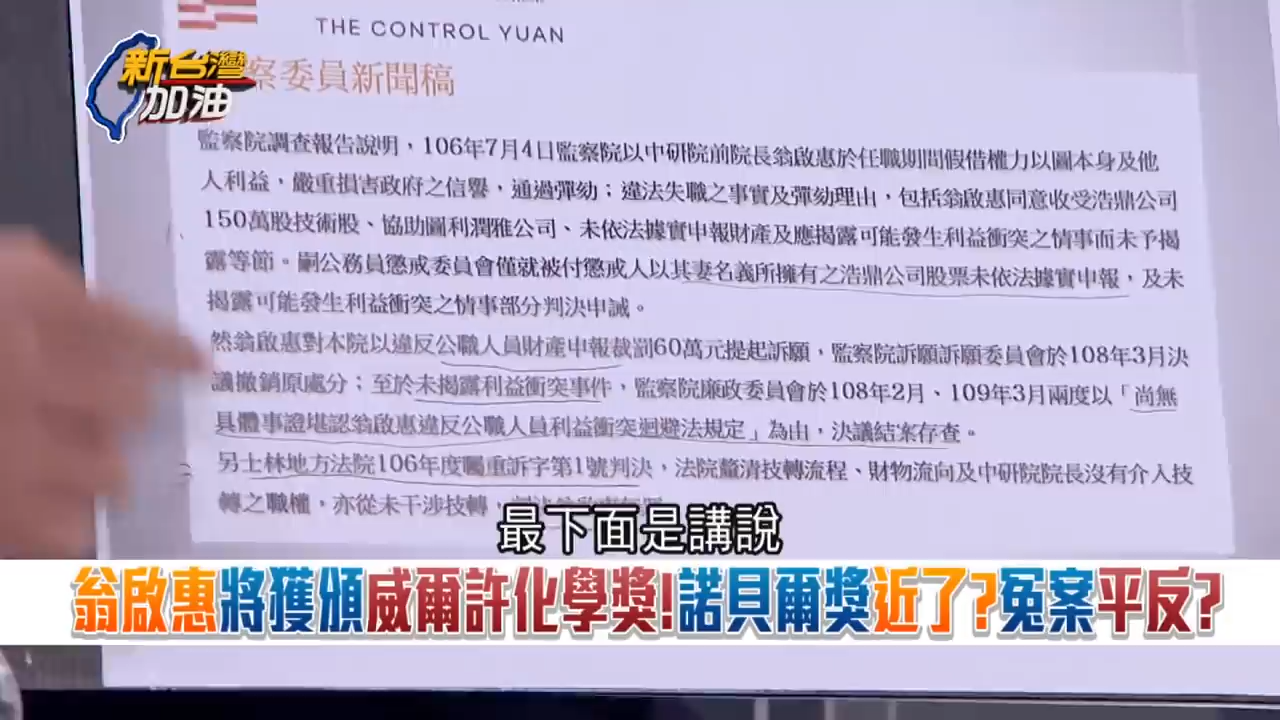 THE CONTROL YUAN
新台灣
加油
察委員新聞稿
監察院調查報告說明，106年7月4日監察院以中研院前院長翁啟惠於任職期間假借權力以圖本身及他
人利益，嚴重損害政府之信譽，通過彈劾；違法失職之事實及彈劾理由，包括翁啟惠同意收受浩鼎公司
150萬股技術股、協助圖利潤雅公司、未依法據實申報財產及應揭露可能發生利益衝突之情事而未予揭
露等節。嗣公務員懲戒委員會僅就被付懲戒人以其妻名義所擁有之浩鼎公司股票未依法據實申報，及未
揭露可能發生利益衝突之情事部分判決申誡。
然翁啟惠對本院以違反公職人員財產申報裁罰60萬元提起訴願，監察院訴願訴願委員會於108年3月決
議撤銷原處分；至於未揭露利益衝突事件，監察院廉政委員會於108年2月、109年3月兩度以「尚無
具體事證堪認翁啟惠違反公職人員利益衝突迴避法規定」為由，決議結案存查。
另士林地方法院106年度矚重訴字第1號判決，法院釐清技轉流程、財物流向及中研院院長沒有介入技
轉之職權，亦從未干涉技轉，
最下面是講說
翁啟惠將獲頒威爾許化學獎!諾貝爾獎近了?冤案平反?